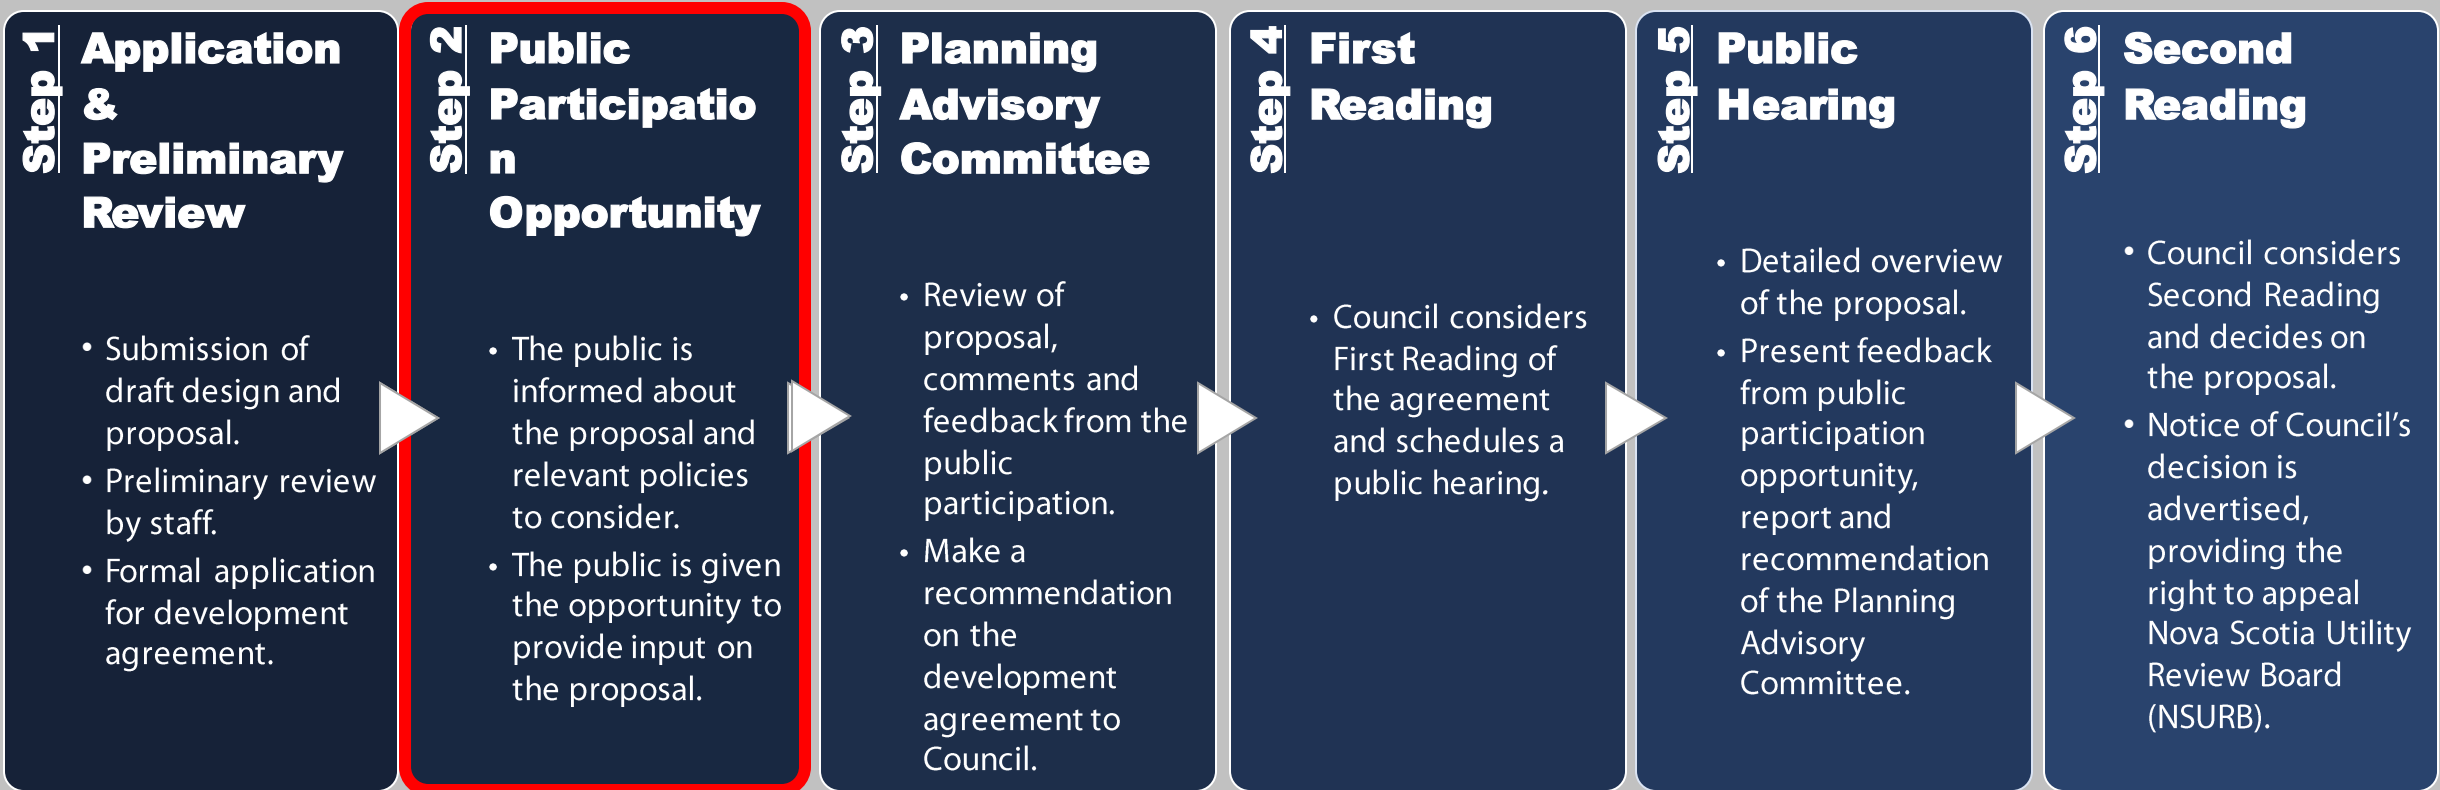 Step 1
Application
&
Preliminary
Review
• Submission of
draft design and
proposal.
• Preliminary review
by staff.
• Formal application
for development
agreement.
Step 2
Public
Participatio
n
Opportunity
• The public is
informed about
the proposal and
relevant policies
to consider.
• The public is given
the opportunity to
provide input on
the proposal.
Step 3
Planning
Advisory
Committee
• Review of
proposal,
comments and
feedback from the
public
participation.
• Make a
recommendation
on the
development
agreement to
Council.
Step 4
First
Reading
• Council considers
First Reading of
the agreement
and schedules a
public hearing.
Step 5
Public
Hearing
• Detailed overview
of the proposal.
• Present feedback
from public
participation
opportunity,
report and
recommendation
of the Planning
Advisory
Committee.
Step 6
Second
Reading
• Council considers
Second Reading
and decides on
the proposal.
• Notice of Council’s
decision is
advertised,
providing the
right to appeal
Nova Scotia Utility
Review Board
(NSURB).